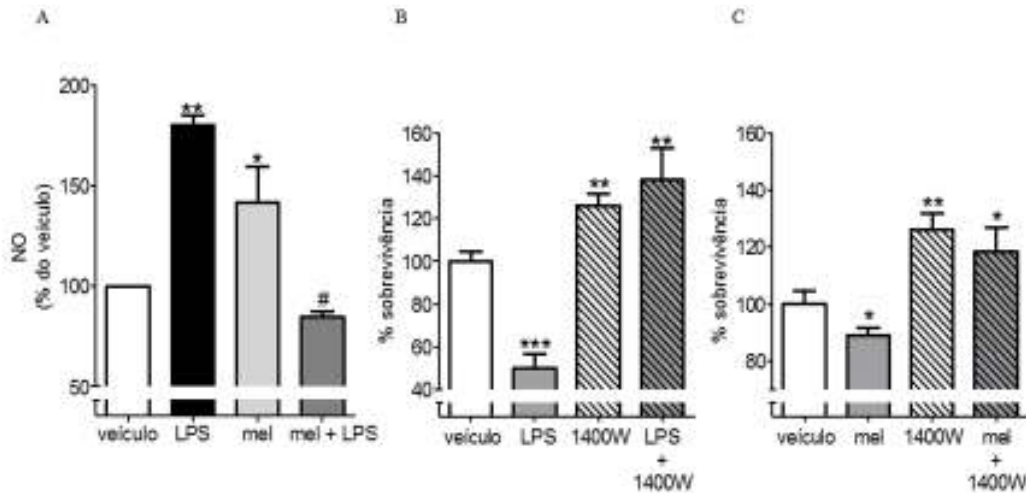 A
NO
(% do veículo)
200
150
100
50
**
*
#
veículo LPS mel mel + LPS
B
% sobrevivência
160
140
120
100
80
60
40
***
**
**
veículo LPS 1400W LPS
+
1400W
C
% sobrevivência
160
140
120
100
80
*
**
*
veículo mel 1400W mel
+
1400W